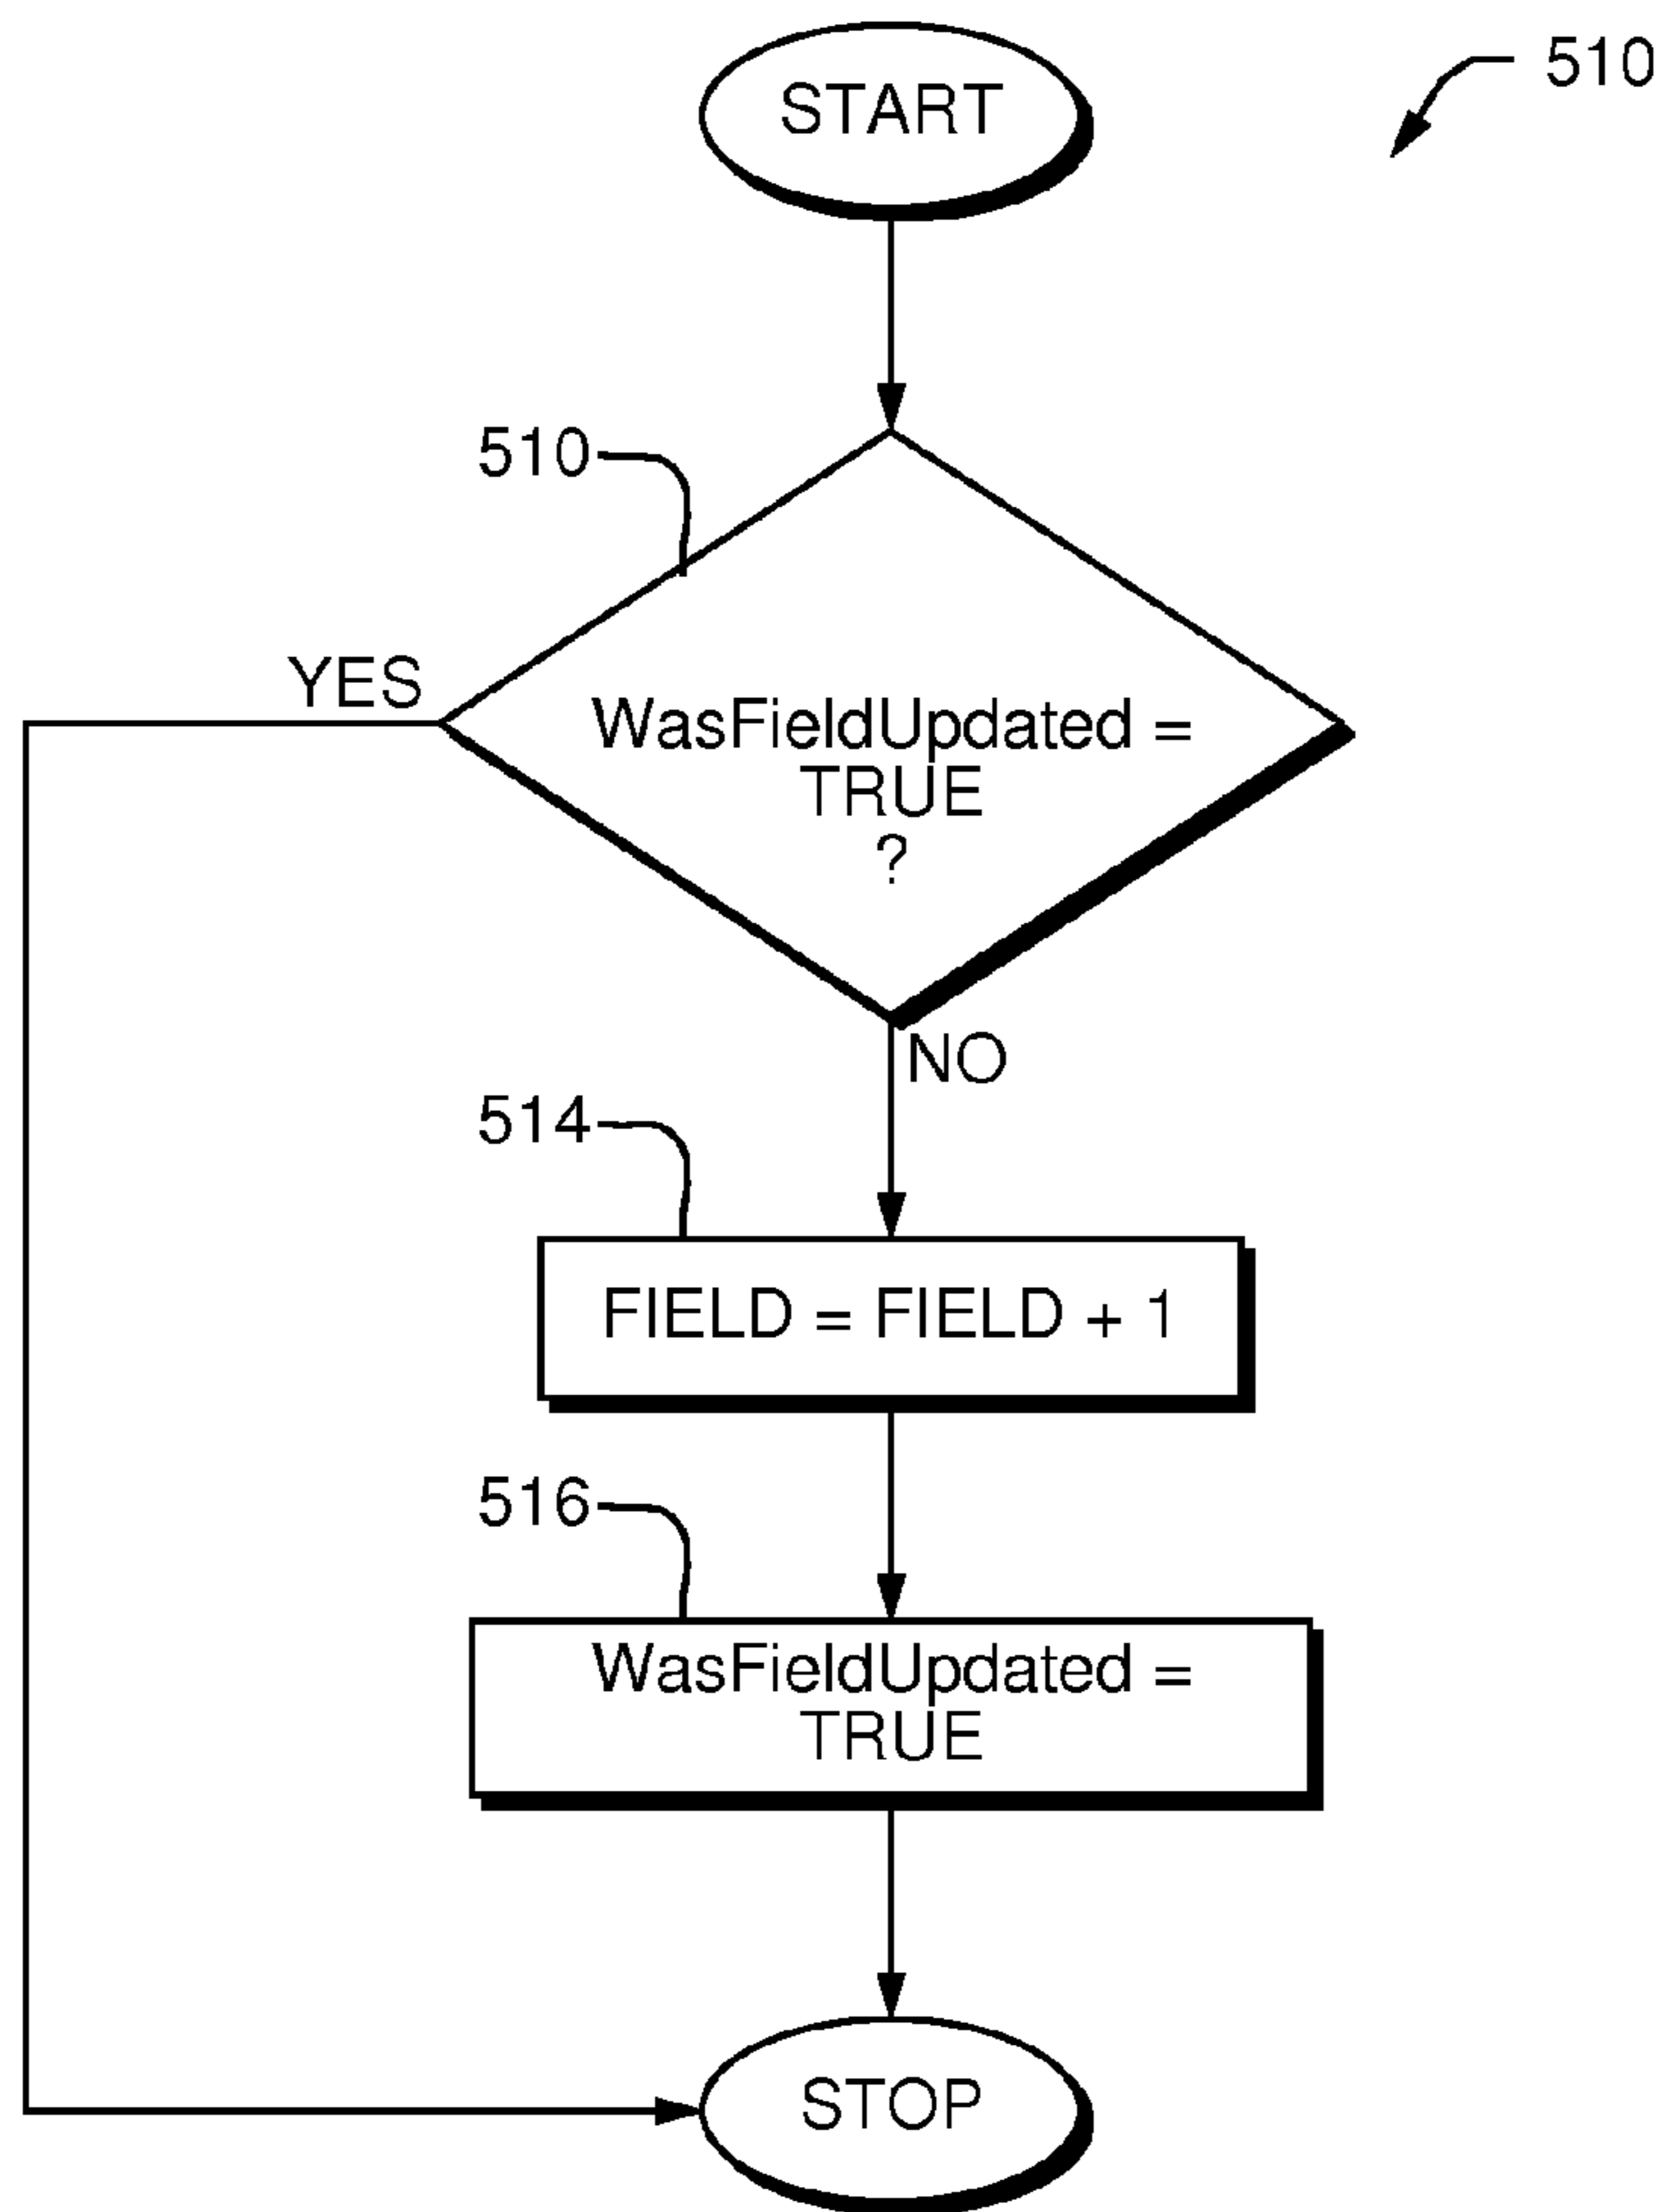 START
510
510
YES
WasFieldUpdated =
TRUE
?
NO
514
FIELD = FIELD + 1
516
WasFieldUpdated =
TRUE
STOP